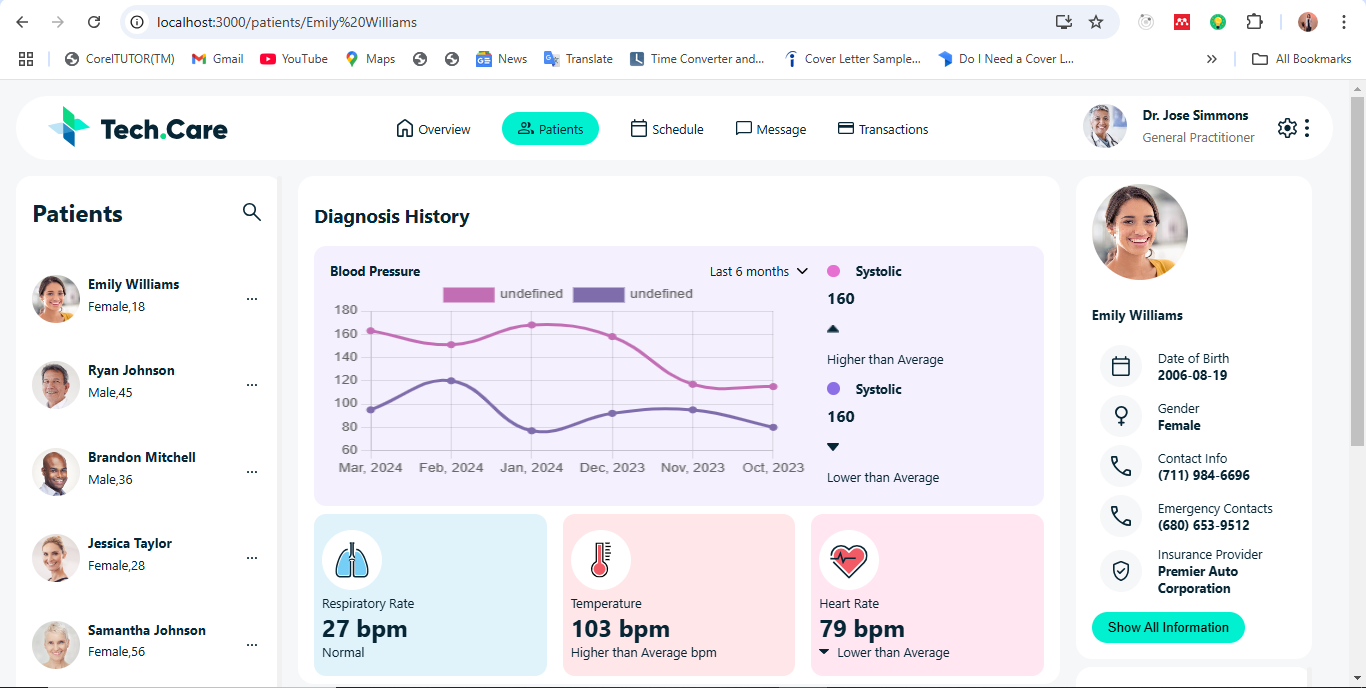 localhost:3000/patients/Emily%20Williams
CorelTUTOR(TM) Gmail YouTube Maps News Translate Time Converter and... Cover Letter Sample... Do I Need a Cover L... » All Bookmarks
Tech.Care
Overview Patients Schedule Message Transactions
Dr. Jose Simmons
General Practitioner
Patients
Emily Williams
Female,18
...
Ryan Johnson
Male,45
...
Brandon Mitchell
Male,36
...
Jessica Taylor
Female,28
...
Samantha Johnson
Female,56
...
Diagnosis History
Blood Pressure
Last 6 months
undefined undefined
180
160
140
120
100
80
60
Mar, 2024 Feb, 2024 Jan, 2024 Dec, 2023 Nov, 2023 Oct, 2023
Systolic
160
Higher than Average
Systolic
160
Lower than Average
Respiratory Rate
27 bpm
Normal
Temperature
103 bpm
Higher than Average bpm
Heart Rate
79 bpm
Lower than Average
Emily Williams
Date of Birth
2006-08-19
Gender
Female
Contact Info
(711) 984-6696
Emergency Contacts
(680) 653-9512
Insurance Provider
Premier Auto
Corporation
Show All Information